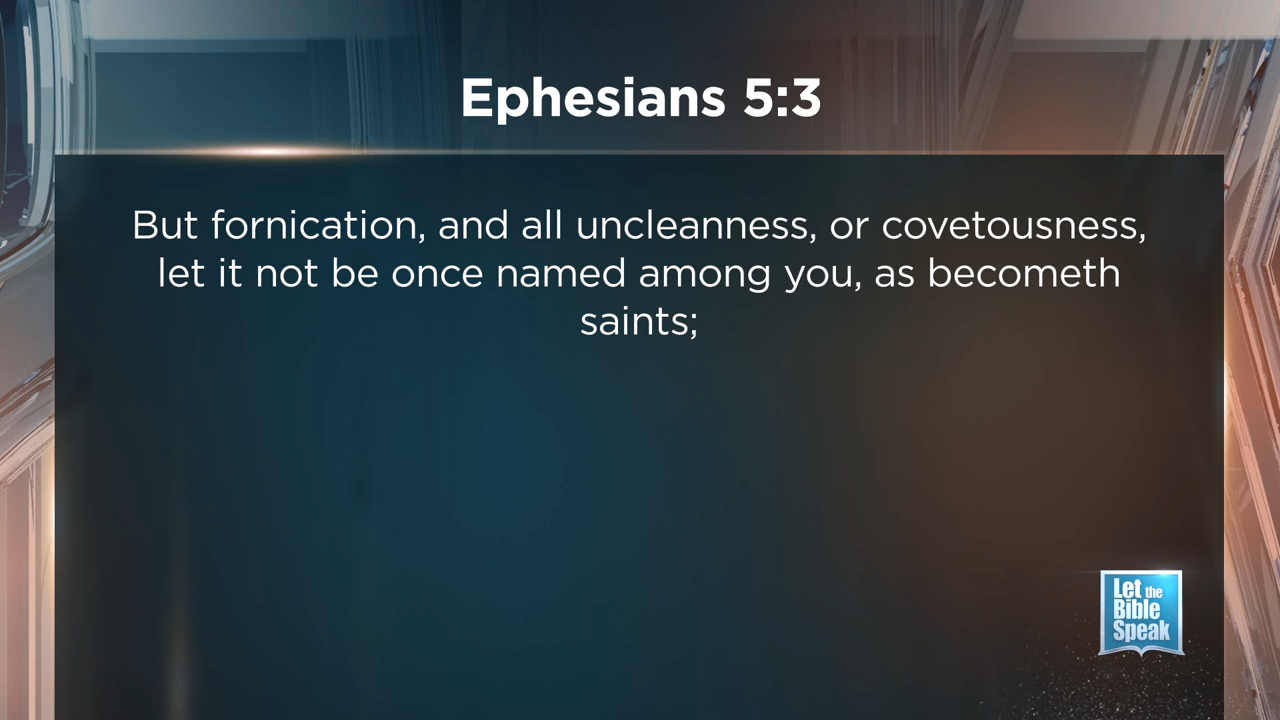 Ephesians 5:3
But fornication, and all uncleanness, or covetousness,
let it not be once named among you, as becometh
saints;
Let the
Bible
Speak